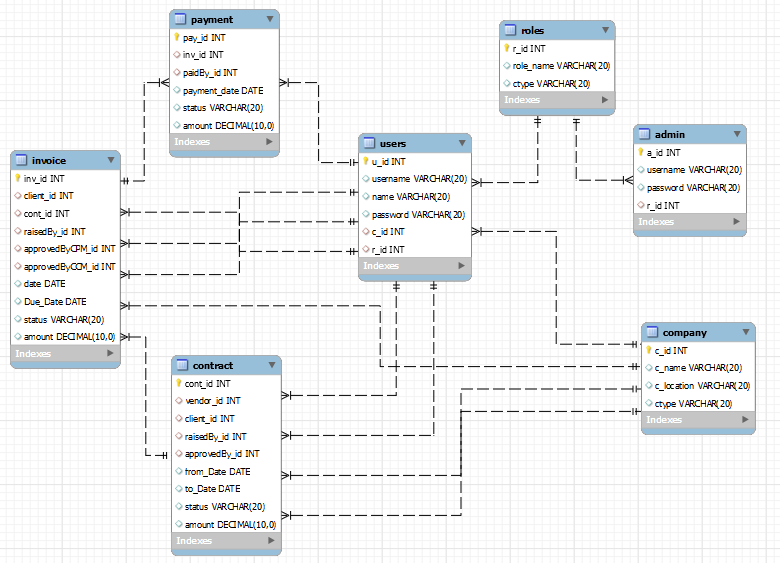 payment
pay_id INT
inv_id INT
paidBy_id INT
payment_date DATE
status VARCHAR(20)
amount DECIMAL(10,0)
Indexes
roles
r_id INT
role_name VARCHAR(20)
ctype VARCHAR(20)
Indexes
admin
a_id INT
username VARCHAR(20)
password VARCHAR(20)
r_id INT
Indexes
users
u_id INT
username VARCHAR(20)
name VARCHAR(20)
password VARCHAR(20)
c_id INT
r_id INT
Indexes
invoice
inv_id INT
client_id INT
cont_id INT
raisedBy_id INT
approvedByCPM_id INT
approvedByCCM_id INT
date DATE
Due_Date DATE
status VARCHAR(20)
amount DECIMAL(10,0)
Indexes
contract
cont_id INT
vendor_id INT
client_id INT
raisedBy_id INT
approvedBy_id INT
from_Date DATE
to_Date DATE
status VARCHAR(20)
amount DECIMAL(10,0)
Indexes
company
c_id INT
c_name VARCHAR(20)
c_location VARCHAR(20)
ctype VARCHAR(20)
Indexes